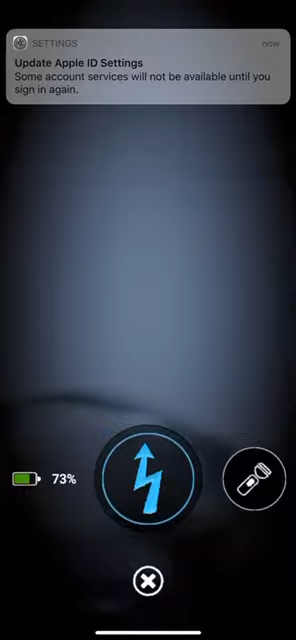 SETTINGS
now
Update Apple ID Settings
Some account services will not be available until you
sign in again.
73%